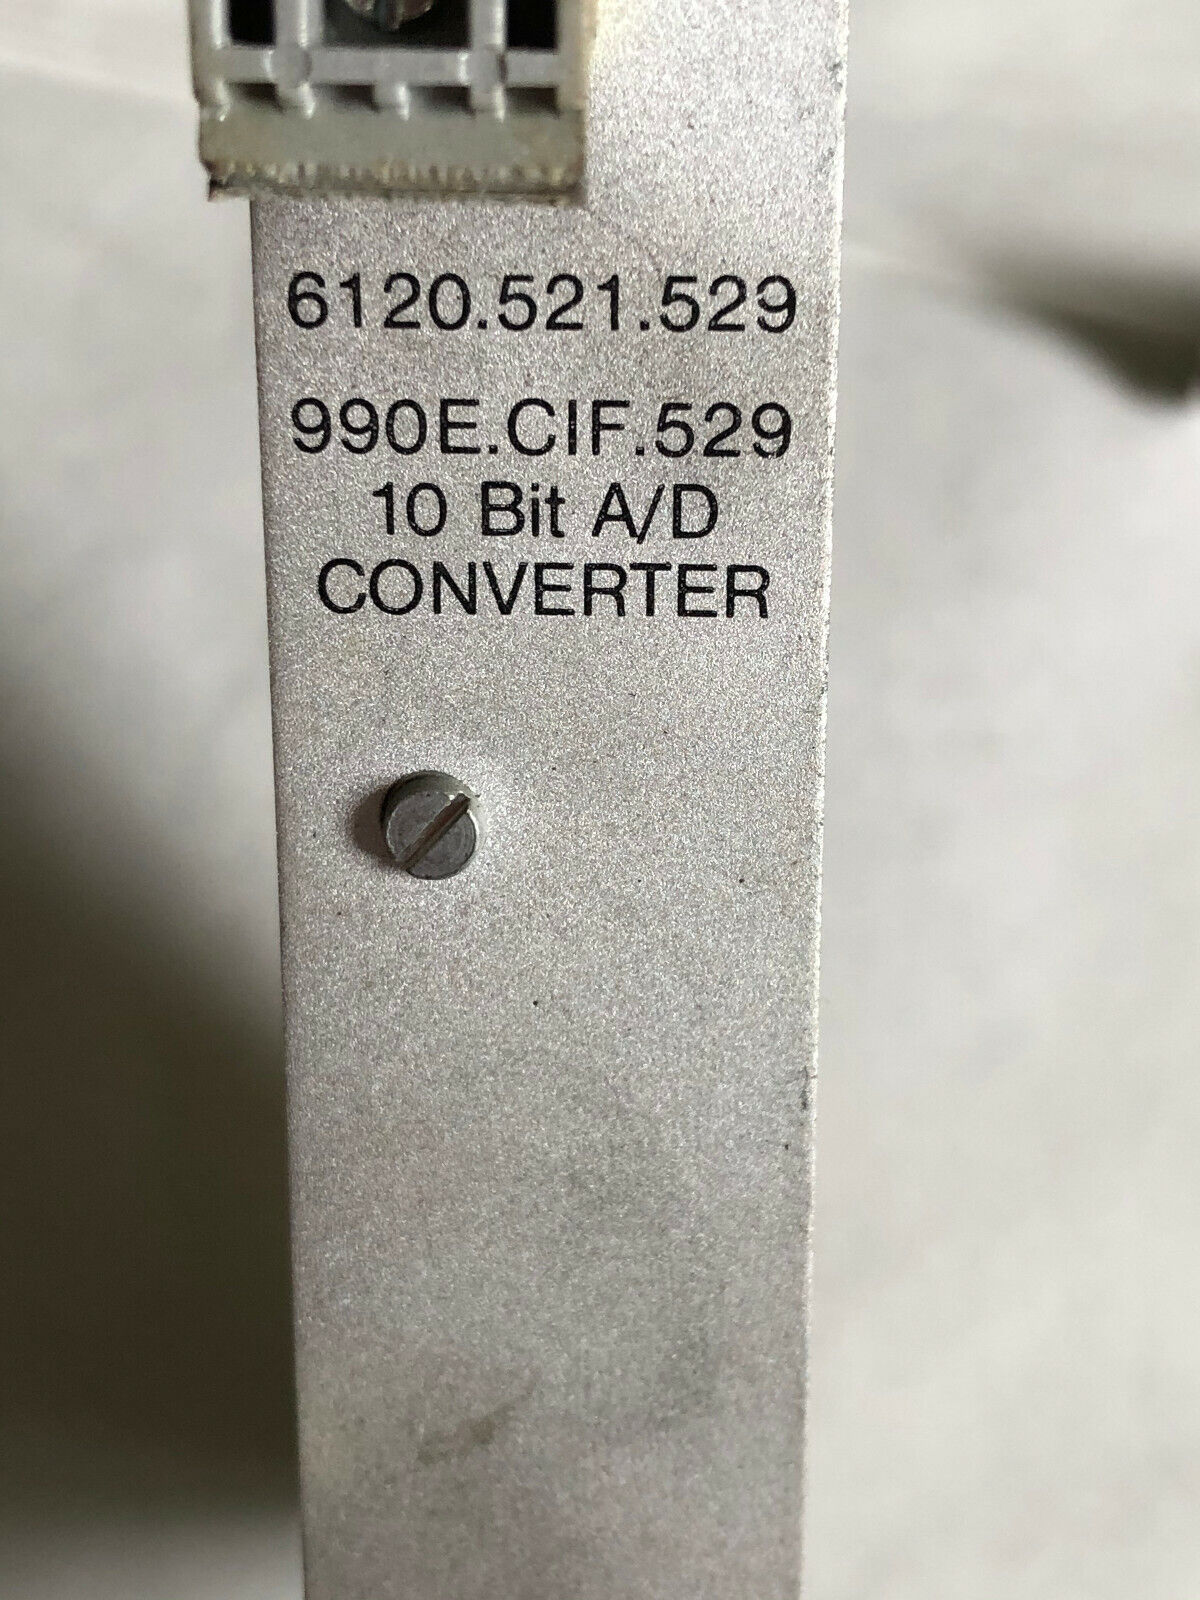 6120.521.529
990E.CIF.529
10 Bit A/D
CONVERTER